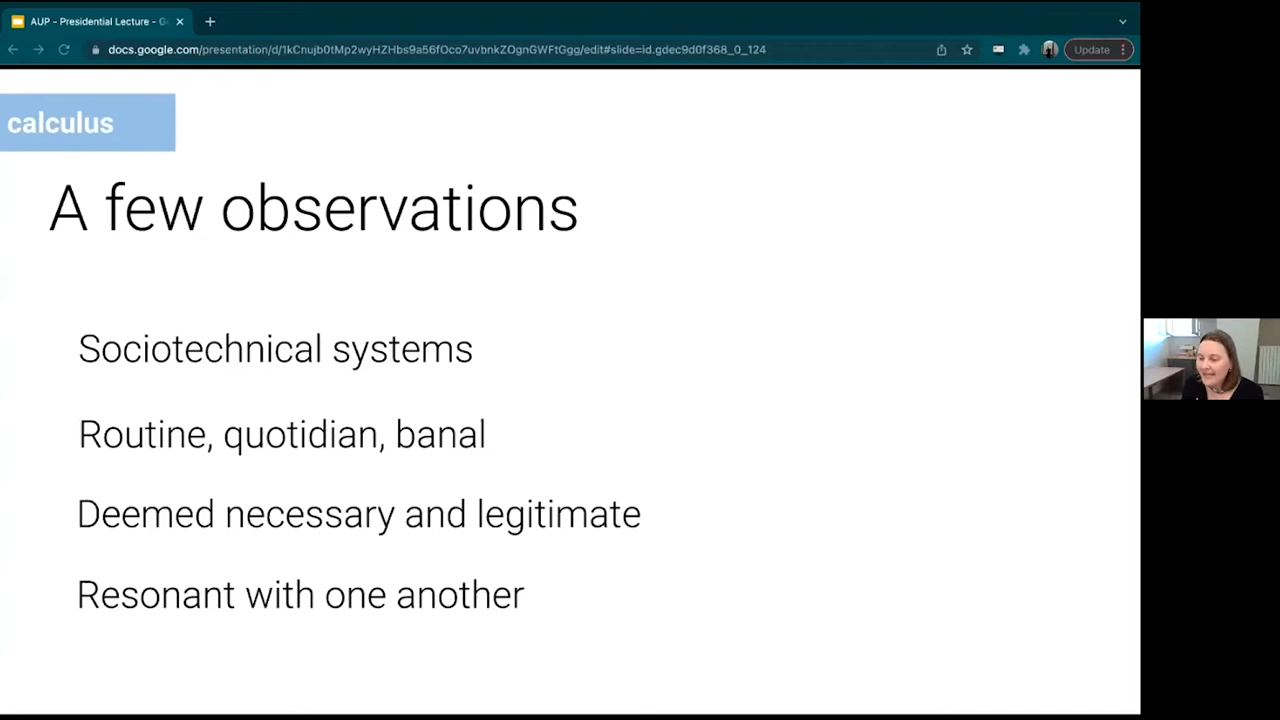 AUP - Presidential Lecture - G
docs.google.com/presentation/d/1kCnujb0tMp2wyHZHbs9a56fOco7uvbnkZOgnGWFtGgg/edit#slide=id.gdec9d0f368_0_124
Update
calculus
A few observations
Sociotechnical systems
Routine, quotidian, banal
Deemed necessary and legitimate
Resonant with one another